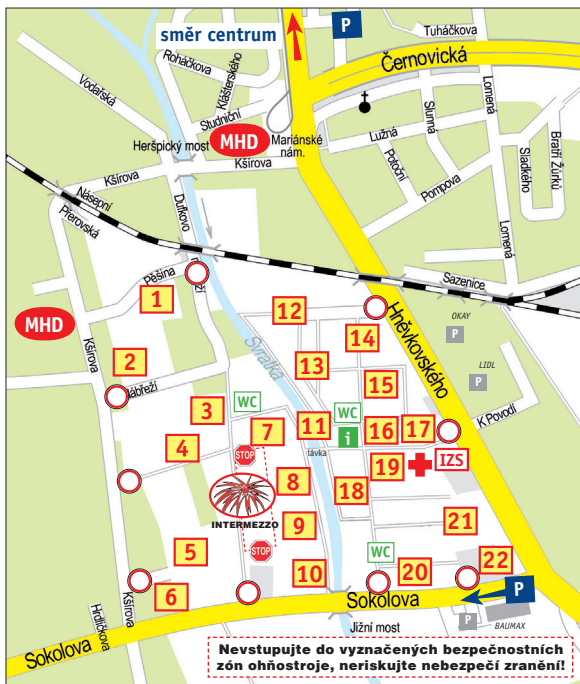 směr centrum
P
Tuháčkova
Černovická
Roháčkova
Klášterského
Vodařská
Studniční
Lomená
Slunná
Bratří Žůrků
Sladkého
Heršpický most
MHD
Mariánské
nám.
Lužná
Kšírova
Kšírova
Potoční
Pompova
Násepní
Přerovská
Dufkovo
Lomená
Sazenice
Pěšina
1
12
MHD
Kšírova
14
Hněvkovského
OKAY
P
LIDL
P
2
Svratka
13
15
nábřeží
WC
3
WC
K Povodí
7
11
16
17
i
4
STOP
lávka
19
IZS
8
18
INTERMEZZO
9
21
5
STOP
WC
22
10
20
6
P
Hrdličkova
Kšírova
Sokolova
Sokolova
Jižní most
P
BAUMAX
Nevstupujte do vyznačených bezpečnostních
zón ohňostroje, neriskujte nebezpečí zranění!